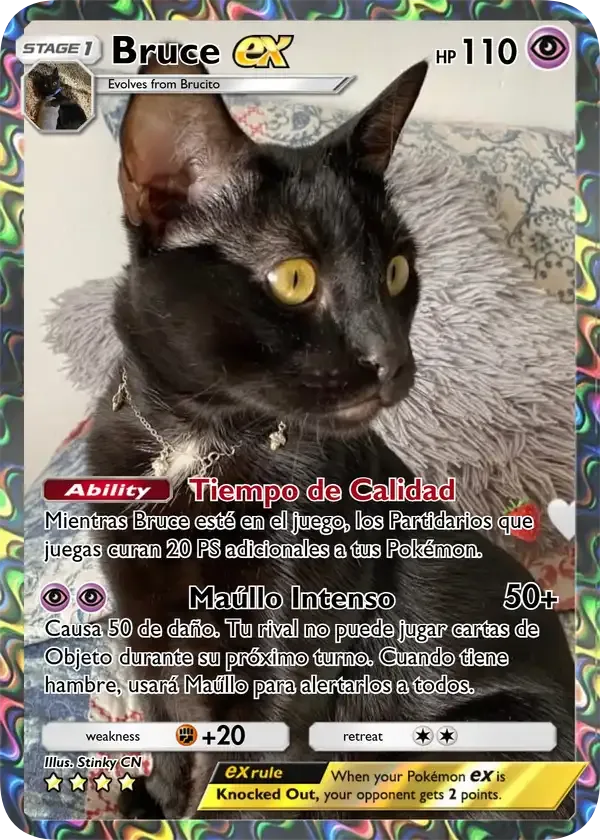 STAGE 1
Bruce ex
HP 110
Evolves from Brucito
Ability
Tiempo de Calidad
Mientras Bruce esté en el juego, los Partidarios que
juegas curan 20 PS adicionales a tus Pokémon.
Maúllo Intenso 50+
Causa 50 de daño. Tu rival no puede jugar cartas de
Objeto durante su próximo turno. Cuando tiene
hambre, usará Maúllo para alertarlos a todos.
weakness +20
retreat
Illus. Stinky CN
ex rule
When your Pokémon ex is
Knocked Out, your opponent gets 2 points.